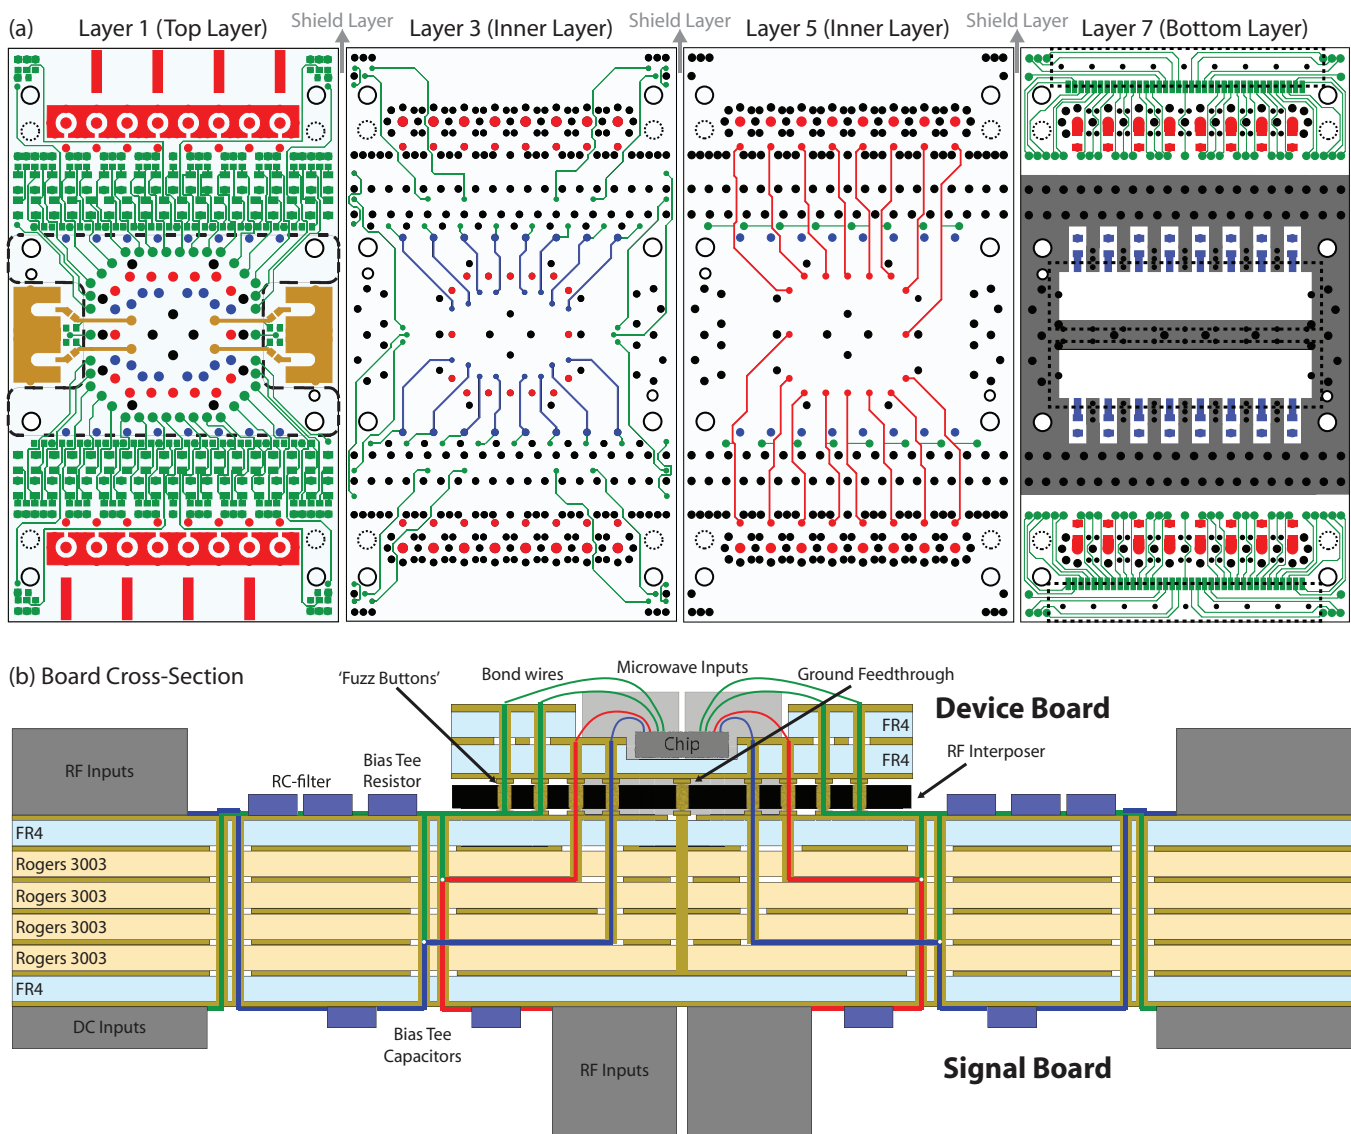 (a)
Layer 1 (Top Layer)
Shield Layer
Layer 3 (Inner Layer)
Shield Layer
Layer 5 (Inner Layer)
Shield Layer
Layer 7 (Bottom Layer)
(b) Board Cross-Section
'Fuzz Buttons'
Bond wires
Microwave Inputs
Ground Feedthrough
Device Board
FR4
FR4
Chip
RF Interposer
RF Inputs
RC-filter
Bias Tee
Resistor
FR4
Rogers 3003
Rogers 3003
Rogers 3003
Rogers 3003
FR4
DC Inputs
Bias Tee
Capacitors
RF Inputs
Signal Board